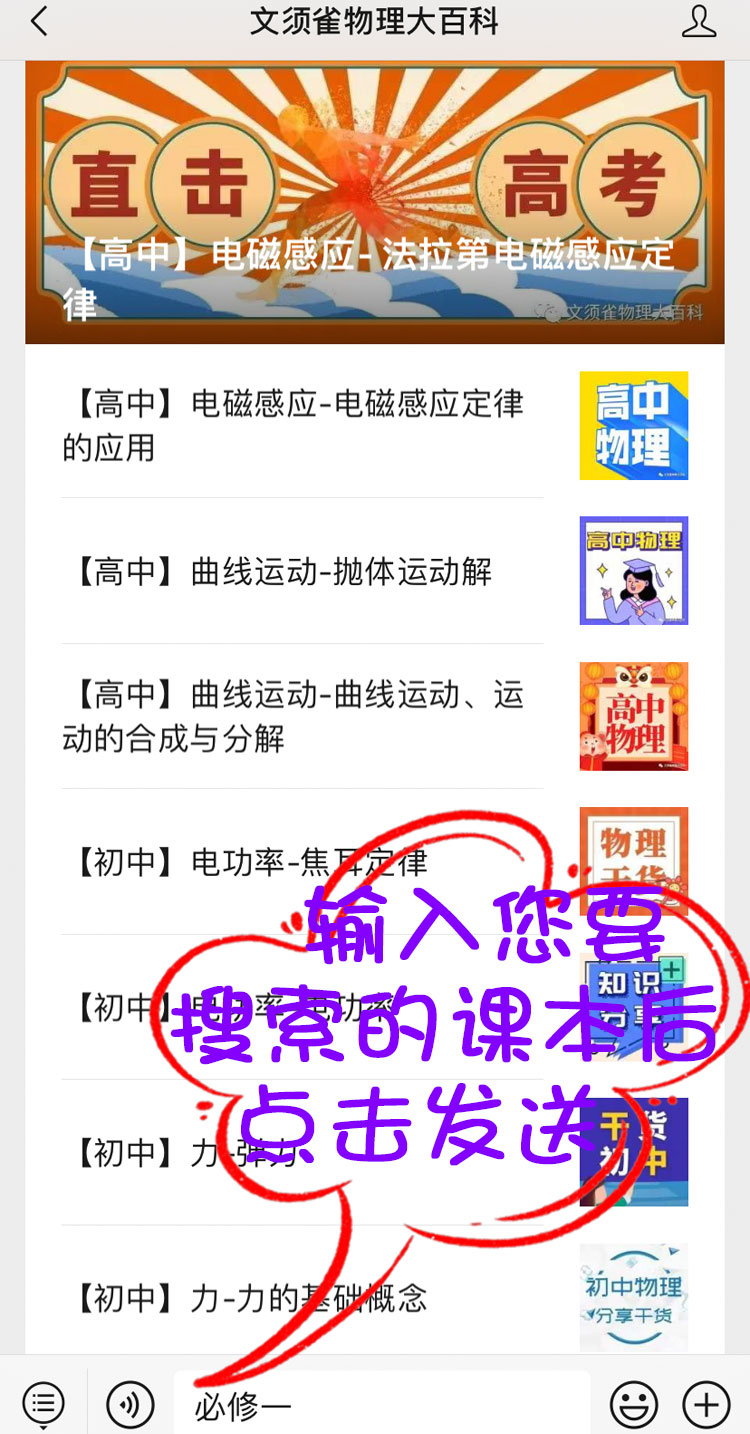 文须雀物理大百科
直击 高考
【高中】电磁感应-法拉第电磁感应定
律
文须雀物理大百科
【高中】电磁感应-电磁感应定律
的应用
高中
物理
【高中】曲线运动-抛体运动解
高中物理
【高中】曲线运动-曲线运动、运
动的合成与分解
高中
物理
【初中】电功率-焦耳定律
物理
干货
输入您要
搜索的课本后
点击发送
【初中】电功率-电功率
知识
分享
【初中】力-弹力
干货
初中
【初中】力-力的基础概念
初中物理
分享干货
必修一